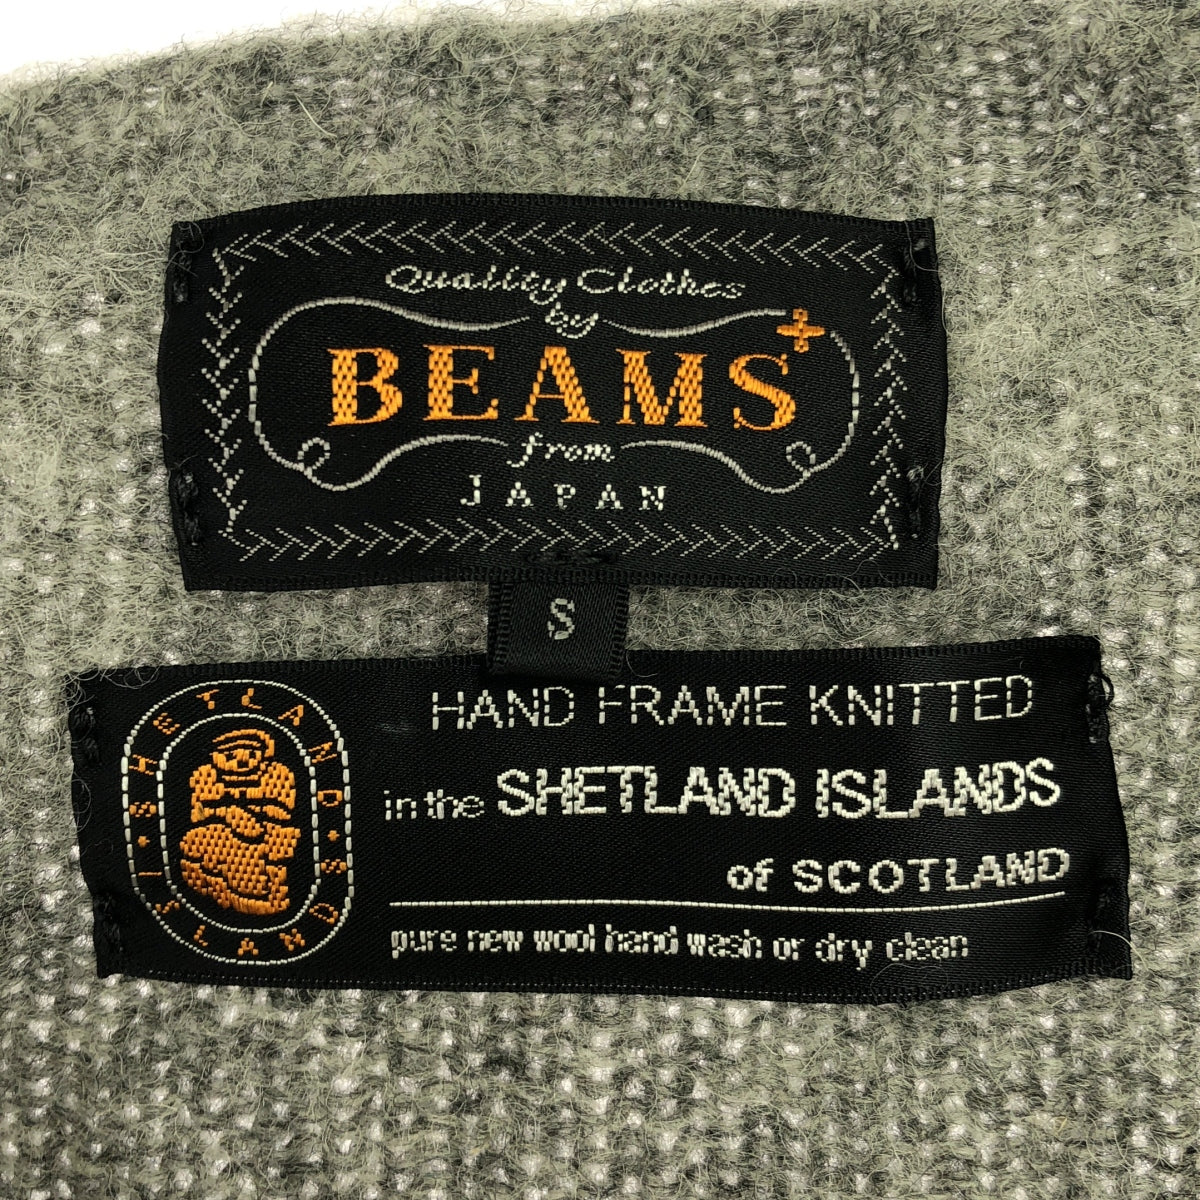 Quality Clothes
by
BEAMS+
from
JAPAN
S
SHETLAND • ISLANDS •
HAND FRAME KNITTED
in the SHETLAND ISLANDS
of SCOTLAND
pure new wool hand wash or dry clean